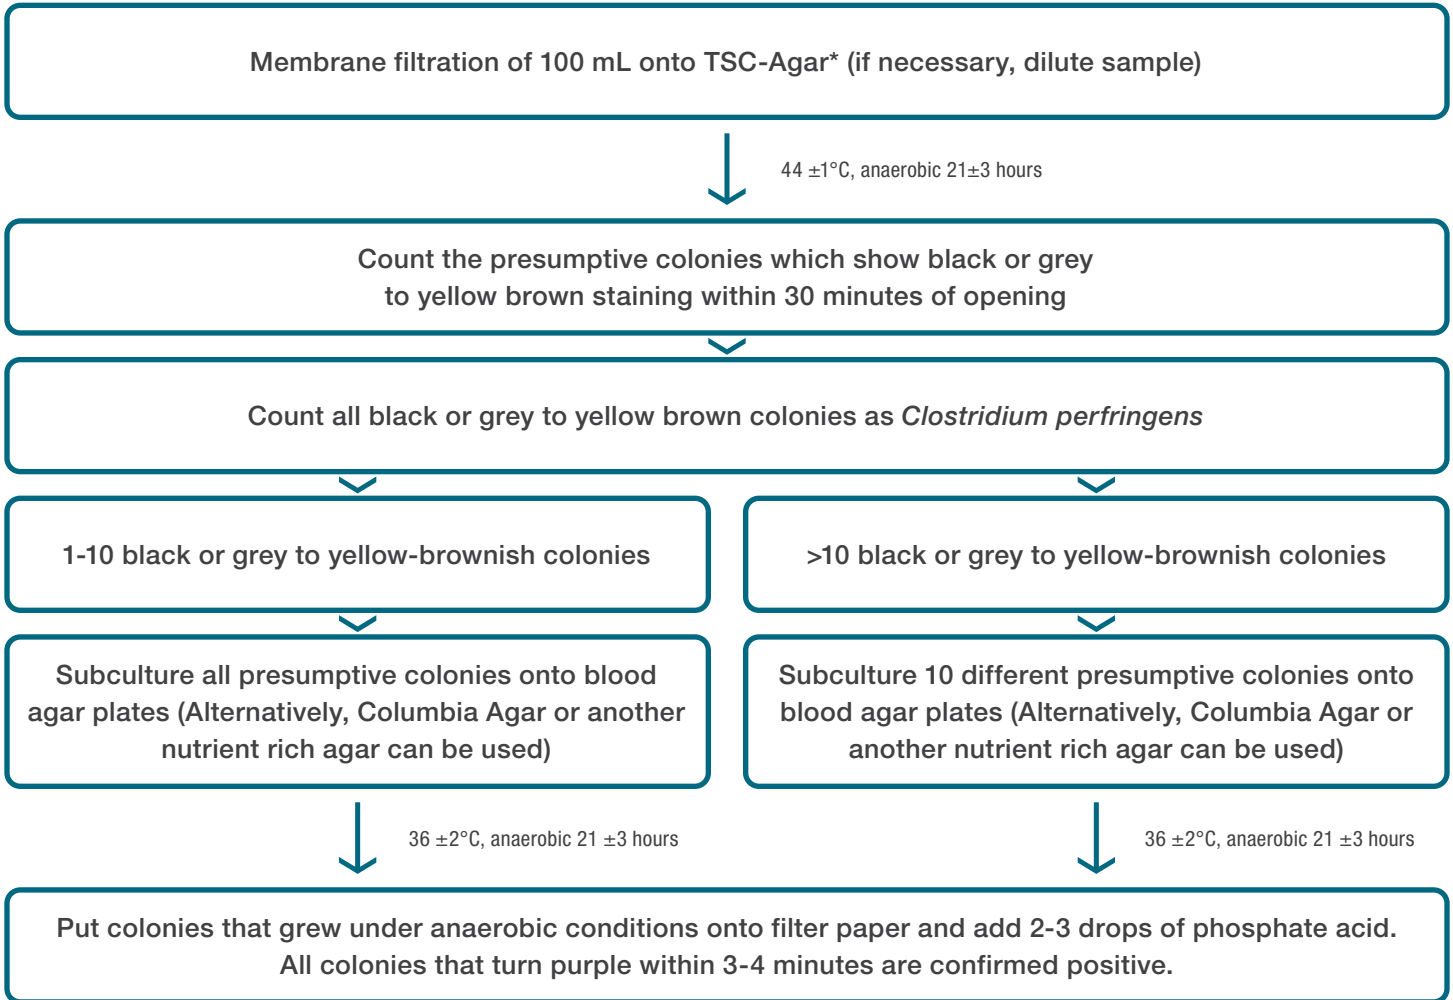 Membrane filtration of 100 mL onto TSC-Agar* (if necessary, dilute sample)
44 ±1°C, anaerobic 21±3 hours
Count the presumptive colonies which show black or grey
to yellow brown staining within 30 minutes of opening
Count all black or grey to yellow brown colonies as Clostridium perfringens
1-10 black or grey to yellow-brownish colonies
>10 black or grey to yellow-brownish colonies
Subculture all presumptive colonies onto blood
agar plates (Alternatively, Columbia Agar or another
nutrient rich agar can be used)
Subculture 10 different presumptive colonies onto
blood agar plates (Alternatively, Columbia Agar or
another nutrient rich agar can be used)
36 ±2°C, anaerobic 21 ±3 hours
36 ±2°C, anaerobic 21 ±3 hours
Put colonies that grew under anaerobic conditions onto filter paper and add 2-3 drops of phosphate acid.
All colonies that turn purple within 3-4 minutes are confirmed positive.